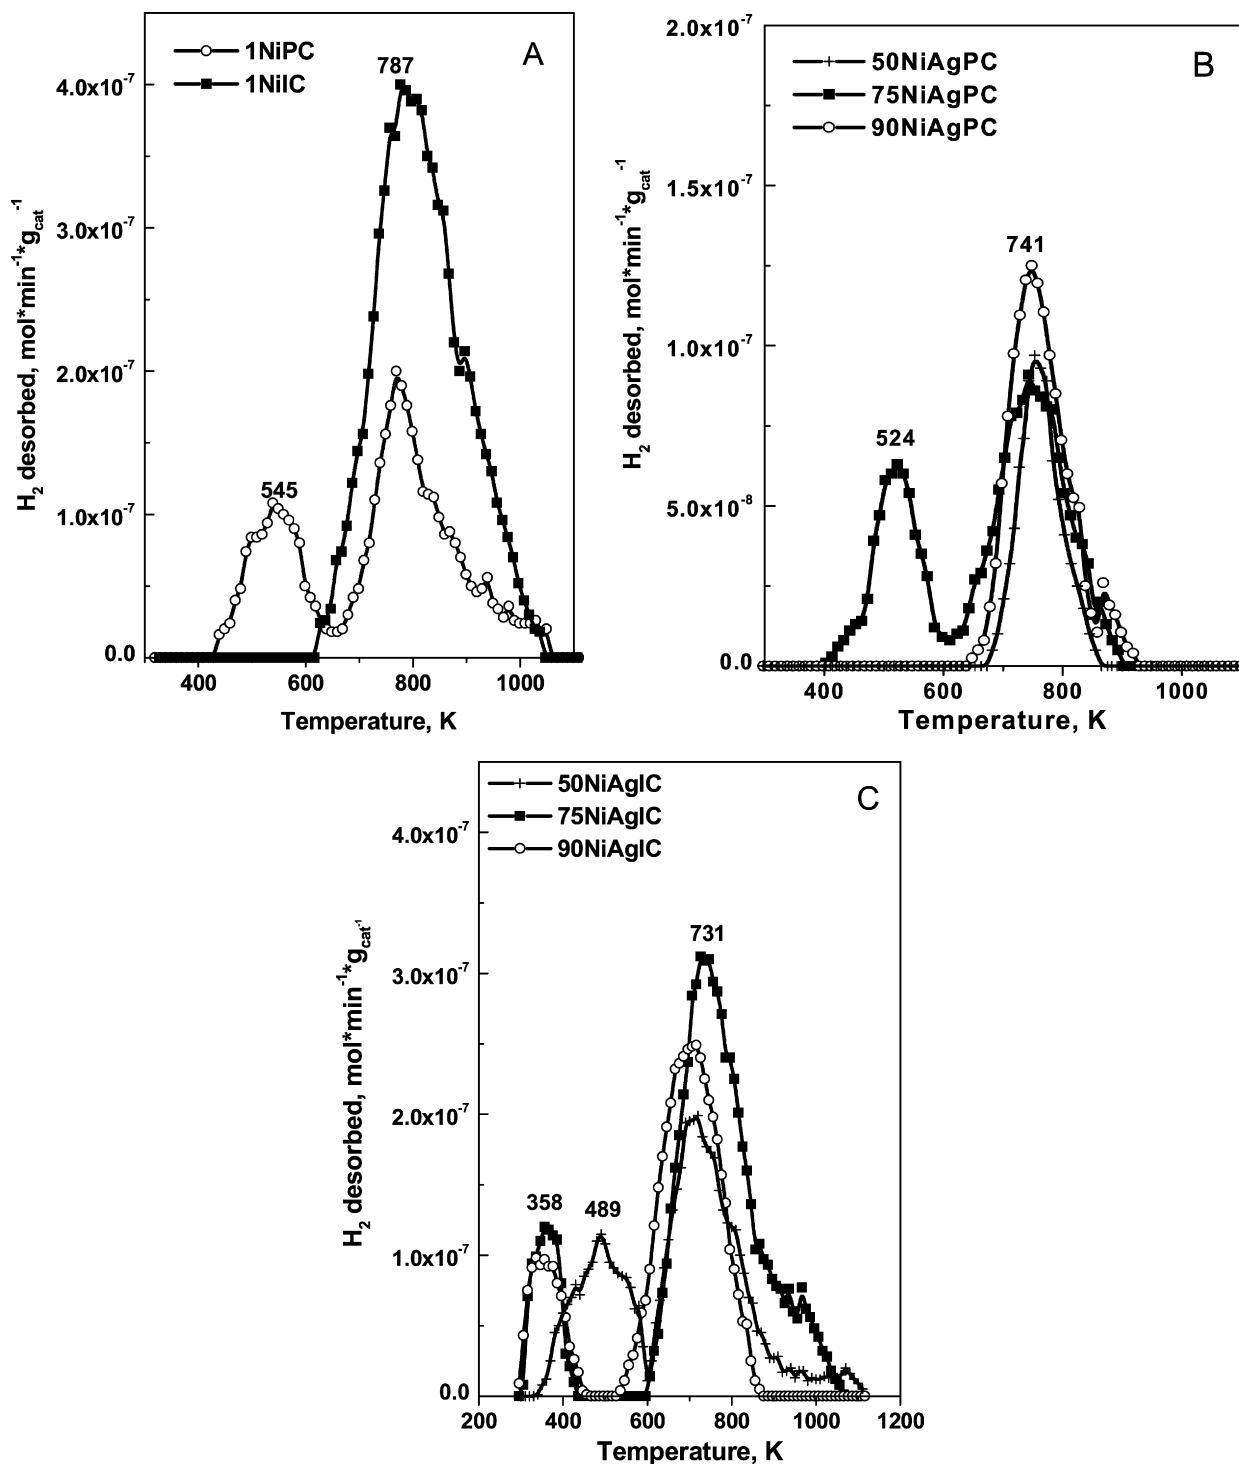 A
1NiPC
1NiIC
787
545
4.0x10⁻⁷
3.0x10⁻⁷
2.0x10⁻⁷
1.0x10⁻⁷
0.0
H₂ desorbed, mol*min⁻¹*g_cat⁻¹
400 600 800 1000
Temperature, K
B
50NiAgPC
75NiAgPC
90NiAgPC
741
524
2.0x10⁻⁷
1.5x10⁻⁷
1.0x10⁻⁷
5.0x10⁻⁸
0.0
H₂ desorbed, mol*min⁻¹*g_cat⁻¹
400 600 800 1000
Temperature, K
C
50NiAgIC
75NiAgIC
90NiAgIC
731
358
489
4.0x10⁻⁷
3.0x10⁻⁷
2.0x10⁻⁷
1.0x10⁻⁷
0.0
H₂ desorbed, mol*min⁻¹*g_cat⁻¹
200 400 600 800 1000 1200
Temperature, K